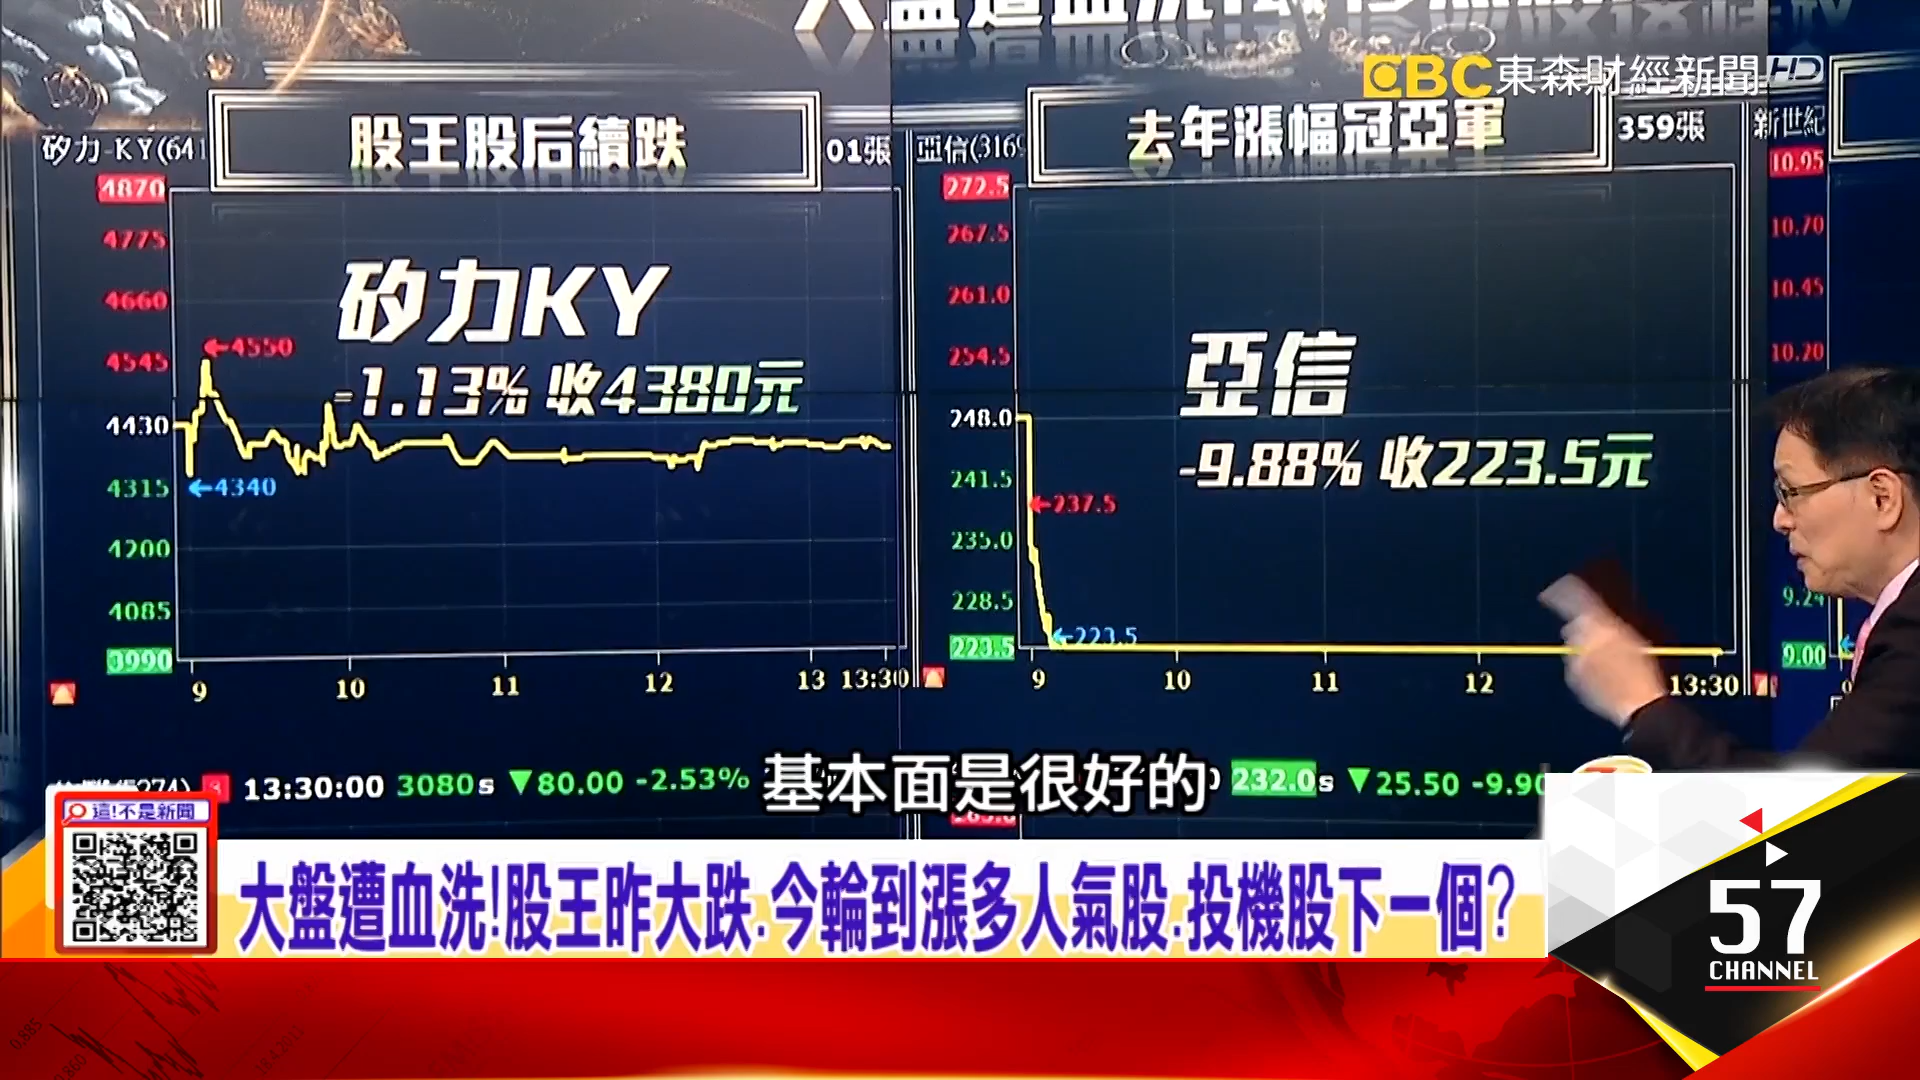 EBC 東森財經新聞HD
股王股后續跌
矽力-KY(641
01張
4870
4775
4660
4545
4430
4315
4200
4085
3990
←4550
←4340
矽力KY
-1.13% 收4380元
9 10 11 12 13 13:30
去年漲幅冠亞軍
亞信(3169
359張
272.5
267.5
261.0
254.5
248.0
241.5
235.0
228.5
223.5
←237.5
←223.5
亞信
-9.88% 收223.5元
9 10 11 12 13:30
新世紀
10.95
10.70
10.45
10.20
9.24
9.00
13:30:00 3080s ▼80.00 -2.53%
232.0s ▼25.50 -9.90
基本面是很好的
這!不是新聞
大盤遭血洗!股王昨大跌.今輪到漲多人氣股.投機股下一個?
57
CHANNEL